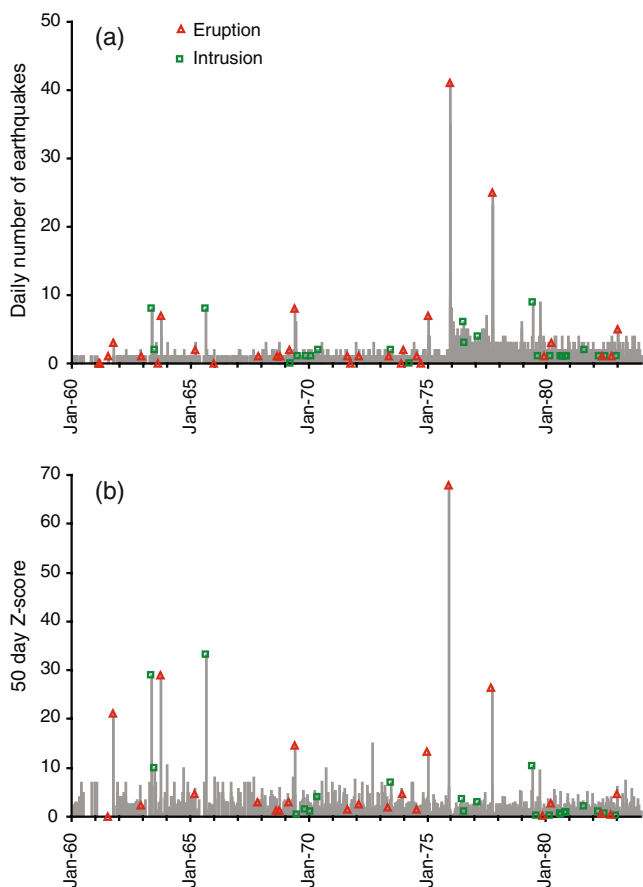 (a)
Eruption
Intrusion
Daily number of earthquakes
50
40
30
20
10
0
Jan-60
Jan-65
Jan-70
Jan-75
Jan-80
(b)
50 day Z-score
70
60
50
40
30
20
10
0
Jan-60
Jan-65
Jan-70
Jan-75
Jan-80